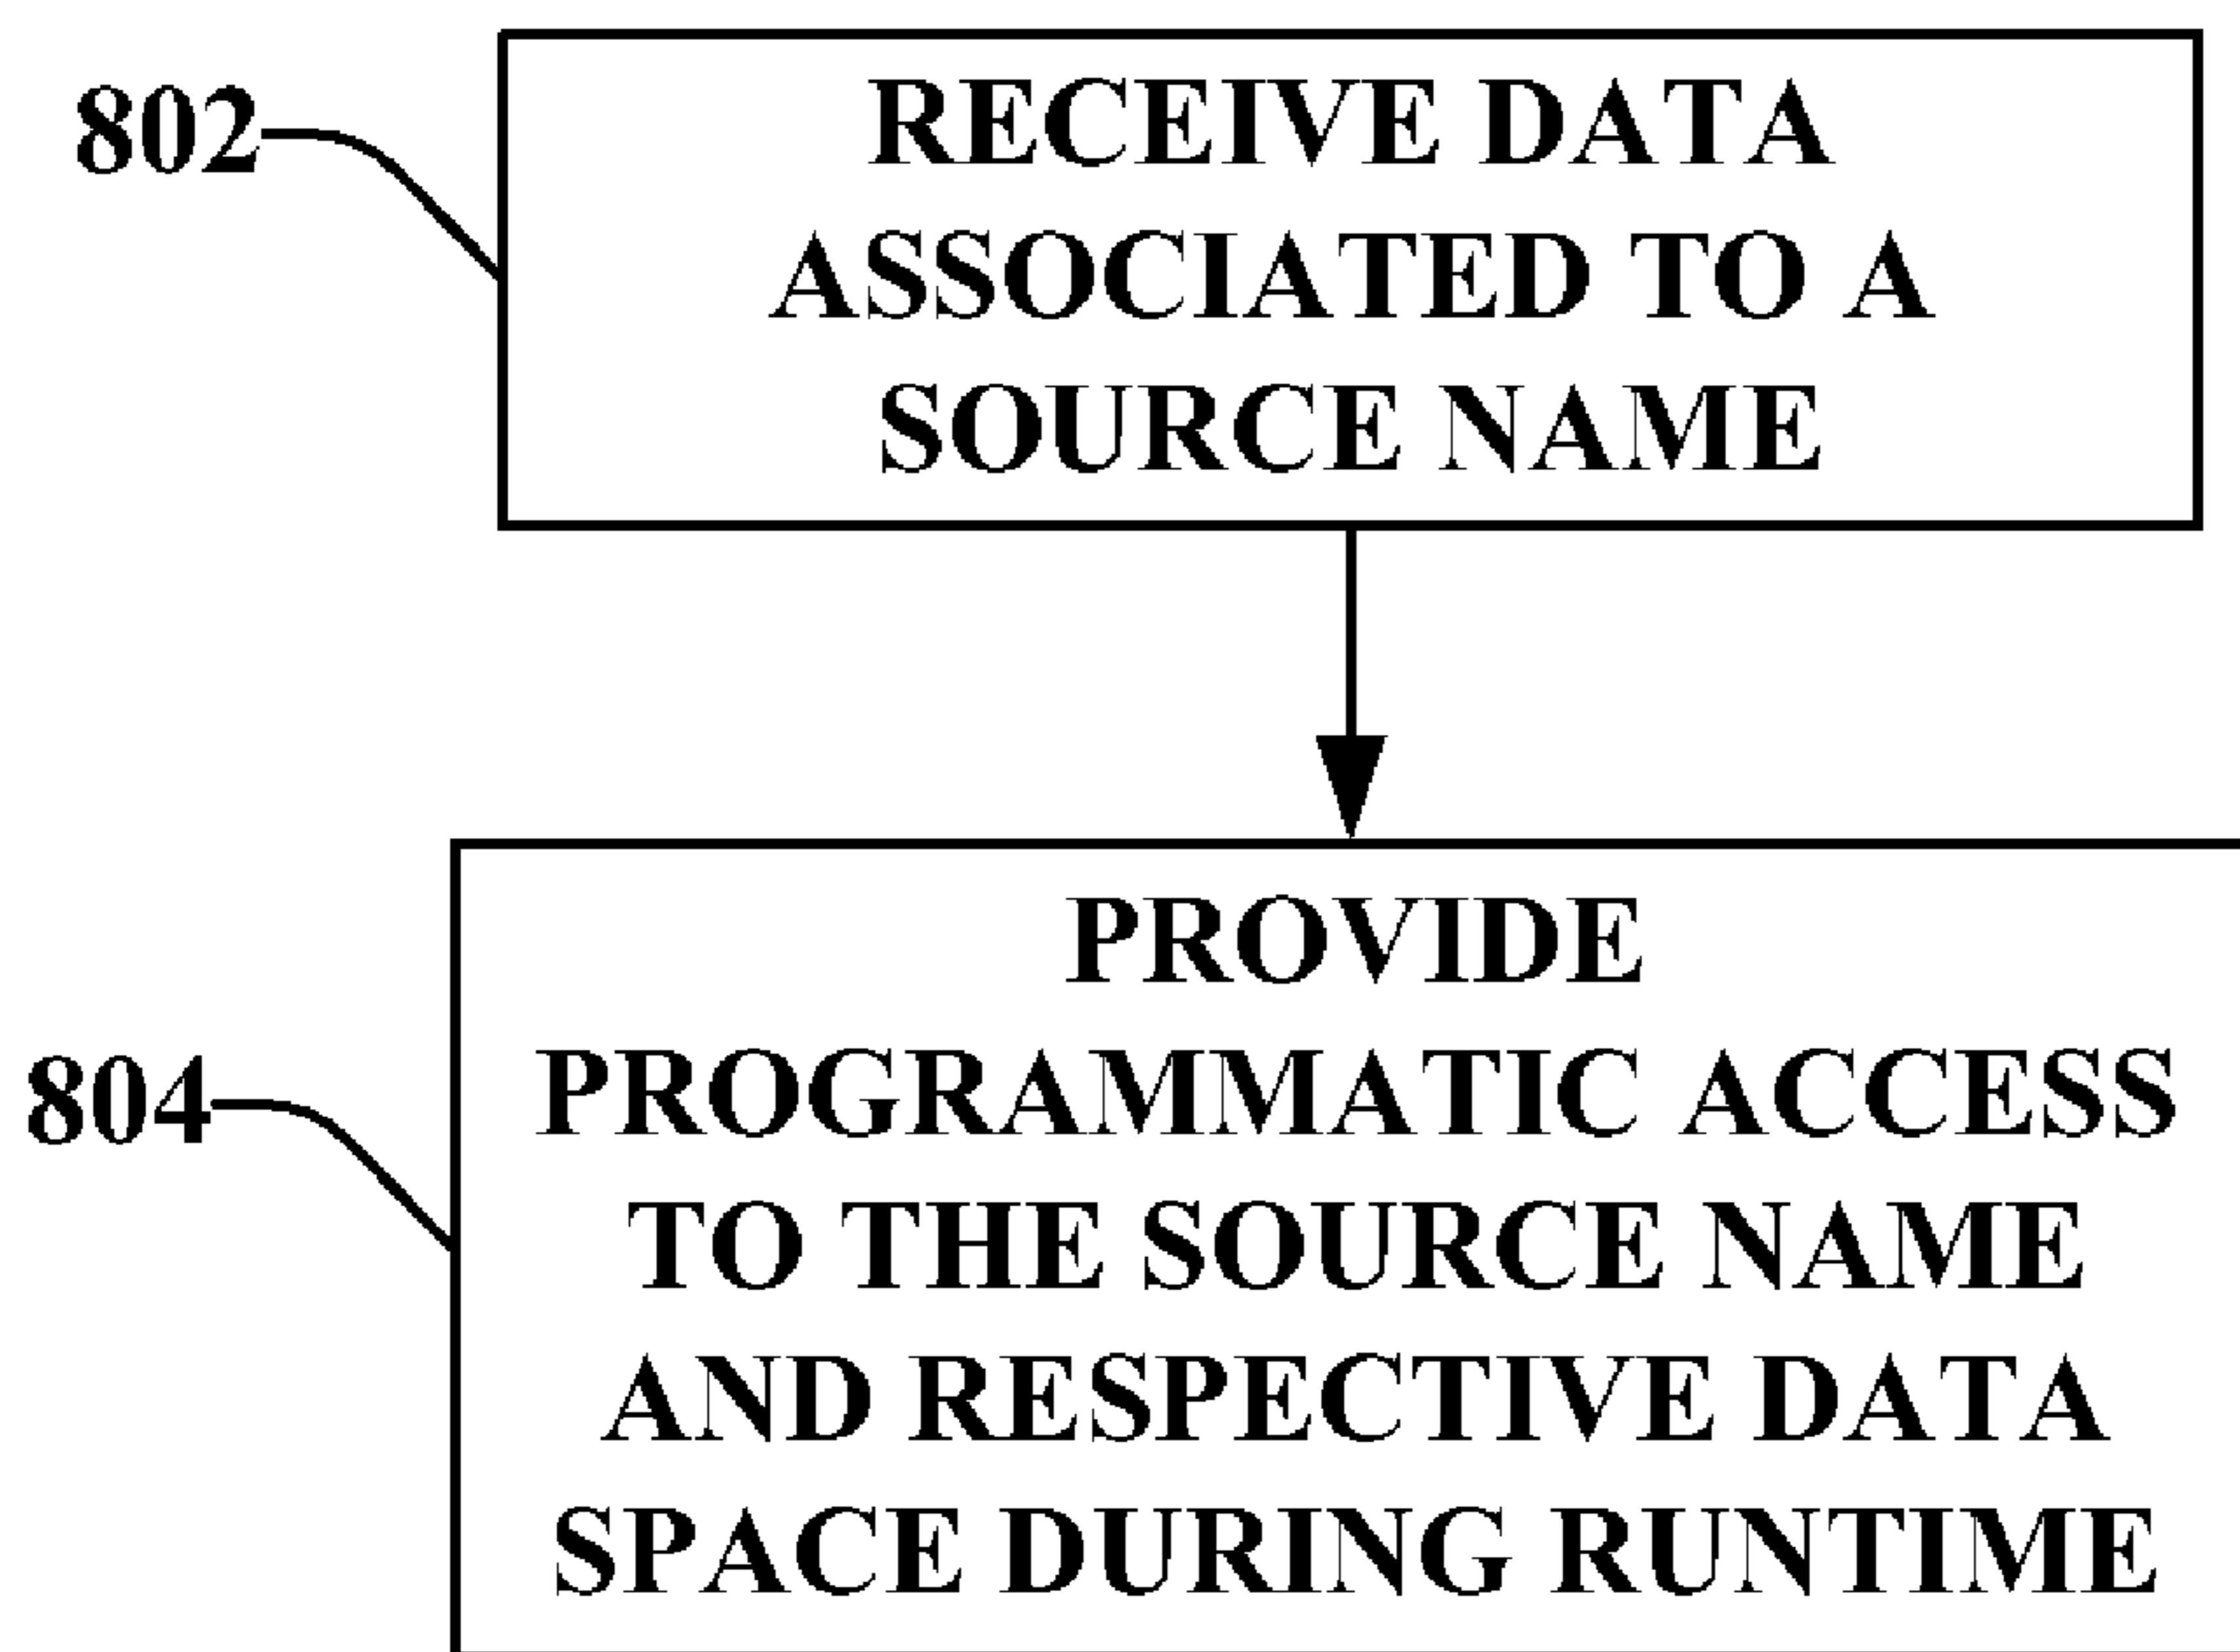 802
RECEIVE DATA
ASSOCIATED TO A
SOURCE NAME
804
PROVIDE
PROGRAMMATIC ACCESS
TO THE SOURCE NAME
AND RESPECTIVE DATA
SPACE DURING RUNTIME